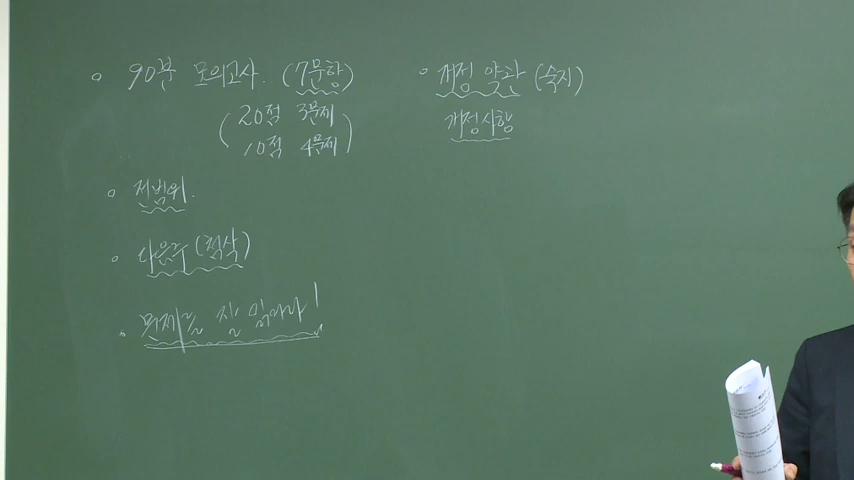 90분 모의고사. (7문항)
(20점 3문제
10점 4문제)
전범위.
다음주 (첨삭)
문제를 잘 읽어라!
개정 약관 (숙지)
개정사항